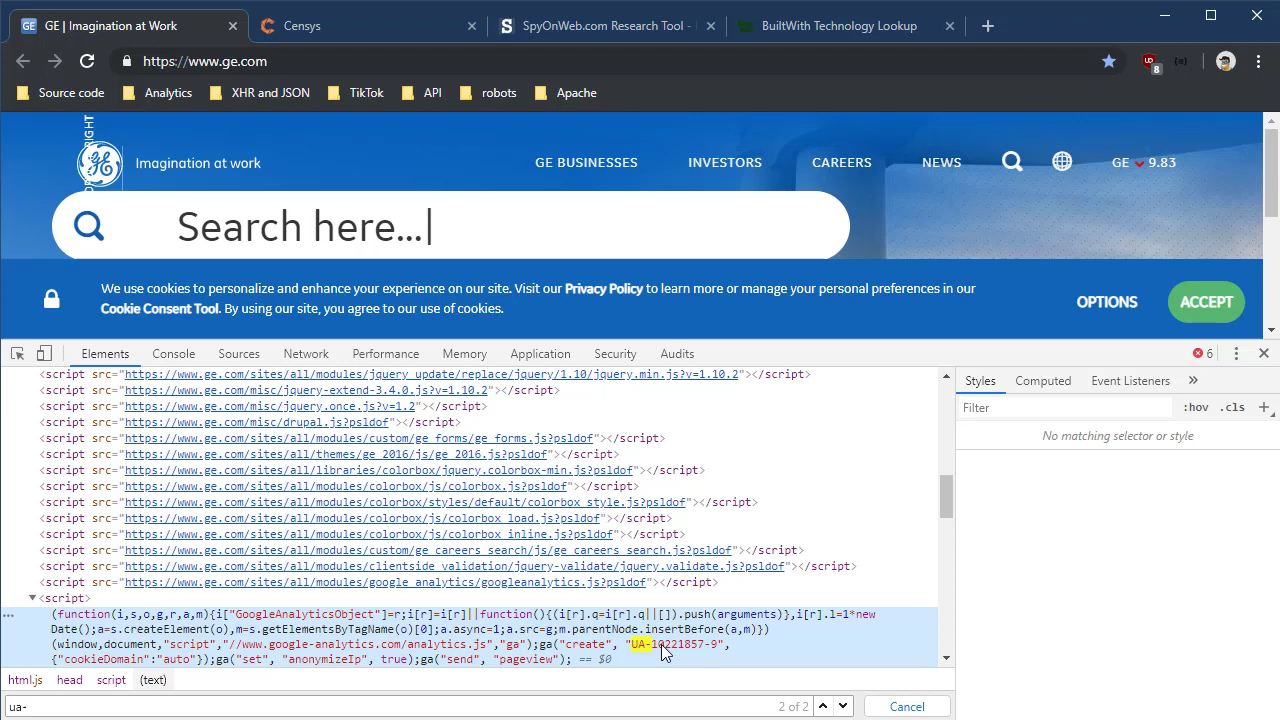 GE | Imagination at Work
Censys
SpyOnWeb.com Research Tool -
BuiltWith Technology Lookup
https://www.ge.com
8
Source code
Analytics
XHR and JSON
TikTok
API
robots
Apache
Imagination at work
GE BUSINESSES
INVESTORS
CAREERS
NEWS
GE 9.83
Search here...|
We use cookies to personalize and enhance your experience on our site. Visit our Privacy Policy to learn more or manage your personal preferences in our
Cookie Consent Tool. By using our site, you agree to our use of cookies.
OPTIONS
ACCEPT
Elements
Console
Sources
Network
Performance
Memory
Application
Security
Audits
6
<script src="https://www.ge.com/sites/all/modules/jquery_update/replace/jquery/1.10/jquery.min.js?v=1.10.2"></script>
<script src="https://www.ge.com/misc/jquery-extend-3.4.0.js?v=1.10.2"></script>
<script src="https://www.ge.com/misc/jquery.once.js?v=1.2"></script>
<script src="https://www.ge.com/misc/drupal.js?psldof"></script>
<script src="https://www.ge.com/sites/all/modules/custom/ge_forms/ge_forms.js?psldof"></script>
<script src="https://www.ge.com/sites/all/themes/ge_2016/js/ge_2016.js?psldof"></script>
<script src="https://www.ge.com/sites/all/libraries/colorbox/jquery.colorbox-min.js?psldof"></script>
<script src="https://www.ge.com/sites/all/modules/colorbox/js/colorbox.js?psldof"></script>
<script src="https://www.ge.com/sites/all/modules/colorbox/styles/default/colorbox_style.js?psldof"></script>
<script src="https://www.ge.com/sites/all/modules/colorbox/js/colorbox_load.js?psldof"></script>
<script src="https://www.ge.com/sites/all/modules/colorbox/js/colorbox_inline.js?psldof"></script>
<script src="https://www.ge.com/sites/all/modules/custom/ge_careers_search/js/ge_careers_search.js?psldof"></script>
<script src="https://www.ge.com/sites/all/modules/clientside_validation/jquery-validate/jquery.validate.js?psldof"></script>
<script src="https://www.ge.com/sites/all/modules/google_analytics/googleanalytics.js?psldof"></script>
<script>
(function(i,s,o,g,r,a,m){i["GoogleAnalyticsObject"]=r;i[r]=i[r]||function(){(i[r].q=i[r].q||[]).push(arguments)},i[r].l=1*new
Date();a=s.createElement(o),m=s.getElementsByTagName(o)[0];a.async=1;a.src=g;m.parentNode.insertBefore(a,m)})
(window,document,"script","//www.google-analytics.com/analytics.js","ga");ga("create", "UA-10221857-9",
{"cookieDomain":"auto"});ga("set", "anonymizeIp", true);ga("send", "pageview"); == $0
Styles
Computed
Event Listeners
Filter
:hov
.cls
No matching selector or style
html.js
head
script
(text)
ua-
2 of 2
Cancel